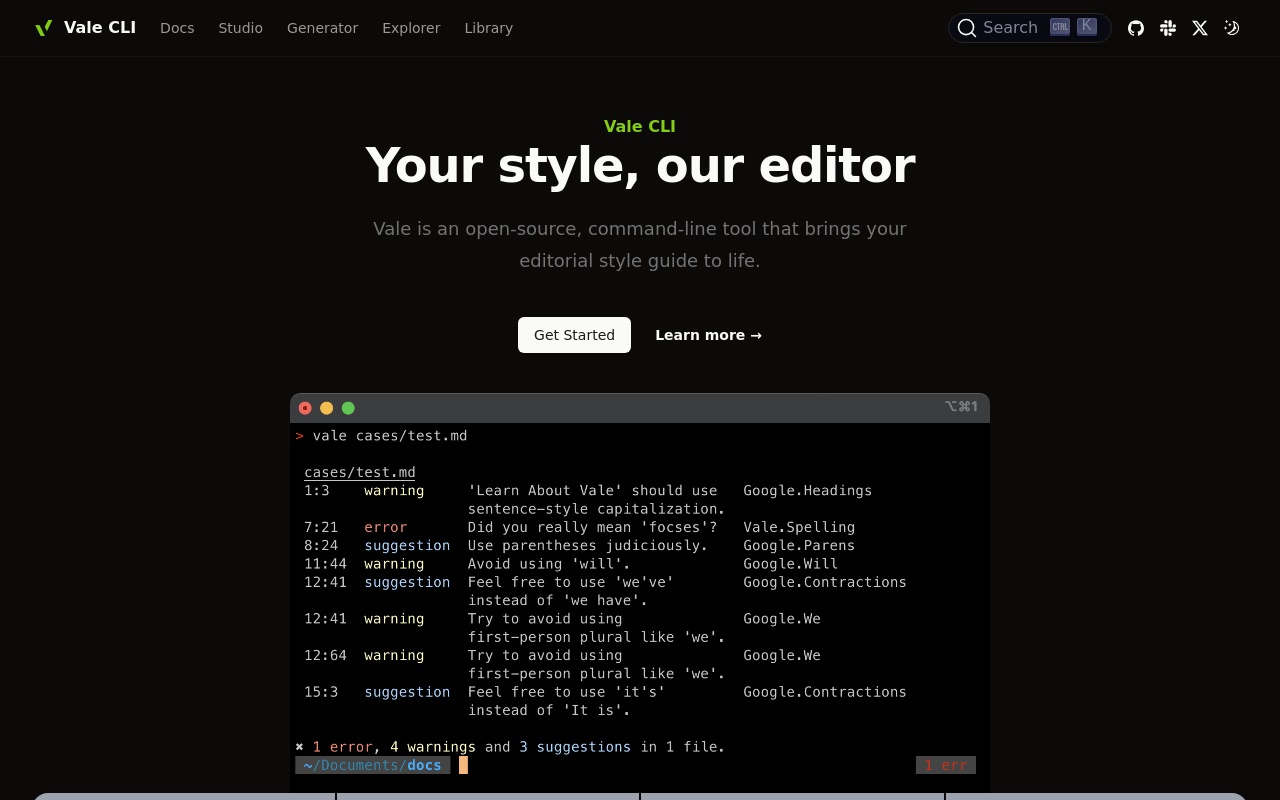 Vale CLI Docs Studio Generator Explorer Library Search CTRL K
Vale CLI
Your style, our editor
Vale is an open-source, command-line tool that brings your
editorial style guide to life.
Get Started Learn more →
⌥⌘1
> vale cases/test.md
cases/test.md
1:3 warning 'Learn About Vale' should use Google.Headings
sentence-style capitalization.
7:21 error Did you really mean 'focses'? Vale.Spelling
8:24 suggestion Use parentheses judiciously. Google.Parens
11:44 warning Avoid using 'will'. Google.Will
12:41 suggestion Feel free to use 'we've' Google.Contractions
instead of 'we have'.
12:41 warning Try to avoid using Google.We
first-person plural like 'we'.
12:64 warning Try to avoid using Google.We
first-person plural like 'we'.
15:3 suggestion Feel free to use 'it's' Google.Contractions
instead of 'It is'.
✖ 1 error, 4 warnings and 3 suggestions in 1 file.
~/Documents/docs 1 err